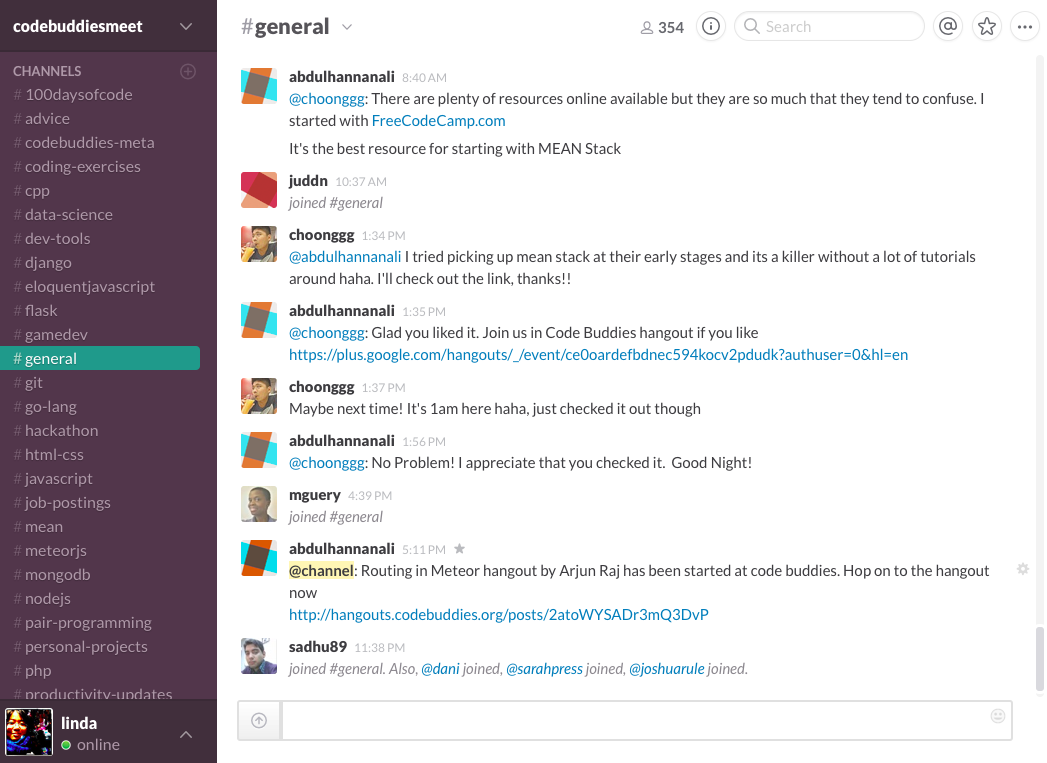 codebuddiesmeet
CHANNELS
# 100daysofcode
# advice
# codebuddies-meta
# coding-exercises
# cpp
# data-science
# dev-tools
# django
# eloquentjavascript
# flask
# gamedev
# general
# git
# go-lang
# hackathon
# html-css
# javascript
# job-postings
# mean
# meteorjs
# mongodb
# nodejs
# pair-programming
# personal-projects
# php
# productivity-updates
linda
online
#general
354
Search
abdulhannanali 8:40 AM
@choonggg: There are plenty of resources online available but they are so much that they tend to confuse. I
started with FreeCodeCamp.com
It's the best resource for starting with MEAN Stack
juddn 10:37 AM
joined #general
choonggg 1:34 PM
@abdulhannanali I tried picking up mean stack at their early stages and its a killer without a lot of tutorials
around haha. I'll check out the link, thanks!!
abdulhannanali 1:35 PM
@choonggg: Glad you liked it. Join us in Code Buddies hangout if you like
https://plus.google.com/hangouts/_/event/ce0oardefbdnec594kocv2pdudk?authuser=0&hl=en
choonggg 1:37 PM
Maybe next time! It's 1am here haha, just checked it out though
abdulhannanali 1:56 PM
@choonggg: No Problem! I appreciate that you checked it. Good Night!
mguery 4:39 PM
joined #general
abdulhannanali 5:11 PM
@channel: Routing in Meteor hangout by Arjun Raj has been started at code buddies. Hop on to the hangout
now
http://hangouts.codebuddies.org/posts/2atoWYSADr3mQ3DvP
sadhu89 11:38 PM
joined #general. Also, @dani joined, @sarahpress joined, @joshuarule joined.